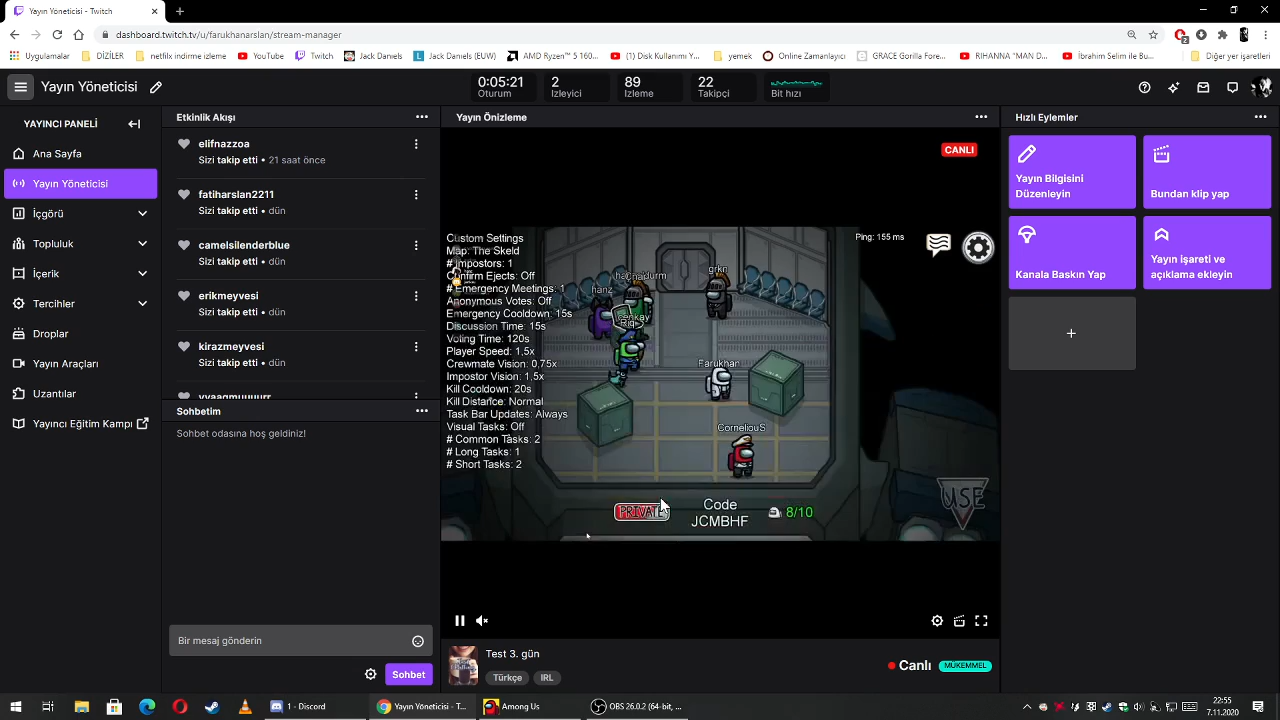 Yayın Yöneticisi - Twitch
dashboard.twitch.tv/u/farukhanarslan/stream-manager
Uygulamalar
DİZİLER
netflix indirme eklenti
YouTube
Twitch
Jack Daniels
Jack Daniels (EUW)
AMD Ryzen™ 5 160...
(1) Disk Kullanımı Y...
yemek
Online Zamanlayıcı
GRACE Gorilla Forei...
RIHANNA "MAN D...
İbrahim Selim ile Bu...
Diğer yer işaretleri
Yayın Yöneticisi
0:05:21
Oturum
2
İzleyici
89
İzleme
22
Takipçi
Bit hızı
YAYINCI PANELİ
Ana Sayfa
Yayın Yöneticisi
İçgörü
Topluluk
İçerik
Tercihler
Droplar
Yayın Araçları
Uzantılar
Yayıncı Eğitim Kampı
Etkinlik Akışı
elifnazzoa
Sizi takip etti • 21 saat önce
fatiharslan2211
Sizi takip etti • dün
camelsilenderblue
Sizi takip etti • dün
erikmeyvesi
Sizi takip etti • dün
kirazmeyvesi
Sizi takip etti • dün
Sohbetim
Sohbet odasına hoş geldiniz!
Bir mesaj gönderin
Sohbet
Yayın Önizleme
CANLI
Custom Settings
Map: The Skeld
# Impostors: 1
Confirm Ejects: Off
# Emergency Meetings: 1
Anonymous Votes: Off
Emergency Cooldown: 15s
Discussion Time: 15s
Voting Time: 120s
Player Speed: 1,5x
Crewmate Vision: 0,75x
Impostor Vision: 1,5x
Kill Cooldown: 20s
Kill Distance: Normal
Task Bar Updates: Always
Visual Tasks: Off
# Common Tasks: 2
# Long Tasks: 1
# Short Tasks: 2
Ping: 155 ms
grkn
hanz
Farukhan
CorneliouS
PRIVATE
Code
JCMBHF
8/10
USE
Test 3. gün
Türkçe
IRL
Canlı
MÜKEMMEL
Hızlı Eylemler
Yayın Bilgisini
Düzenleyin
Bundan klip yap
Kanala Baskın Yap
Yayın işareti ve
açıklama ekleyin
1 - Discord
Yayın Yöneticisi - T...
Among Us
OBS 26.0.2 (64-bit, ...
22:55
7.11.2020